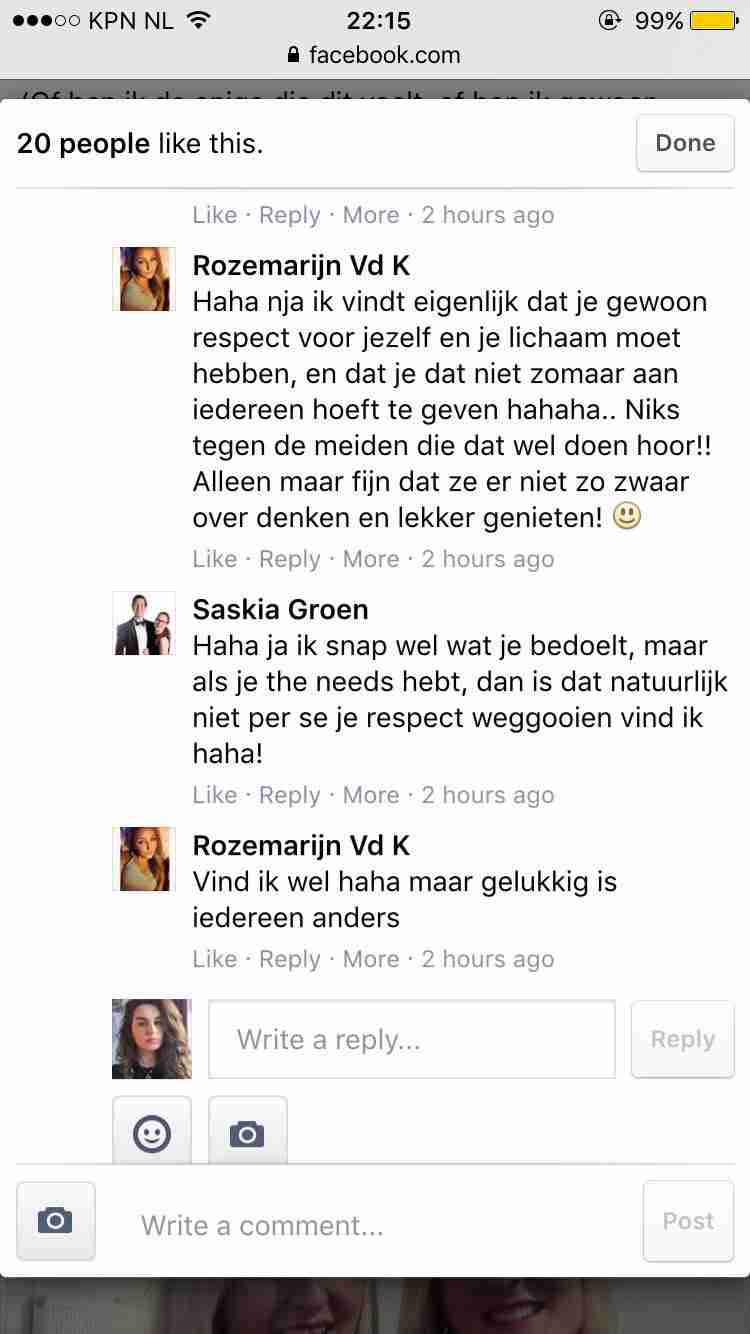 KPN NL 22:15 99%
facebook.com
20 people like this. Done
Like · Reply · More · 2 hours ago
Rozemarijn Vd K
Haha nja ik vindt eigenlijk dat je gewoon
respect voor jezelf en je lichaam moet
hebben, en dat je dat niet zomaar aan
iedereen hoeft te geven hahaha.. Niks
tegen de meiden die dat wel doen hoor!!
Alleen maar fijn dat ze er niet zo zwaar
over denken en lekker genieten! 🙂
Like · Reply · More · 2 hours ago
Saskia Groen
Haha ja ik snap wel wat je bedoelt, maar
als je the needs hebt, dan is dat natuurlijk
niet per se je respect weggooien vind ik
haha!
Like · Reply · More · 2 hours ago
Rozemarijn Vd K
Vind ik wel haha maar gelukkig is
iedereen anders
Like · Reply · More · 2 hours ago
Write a reply... Reply
Write a comment... Post